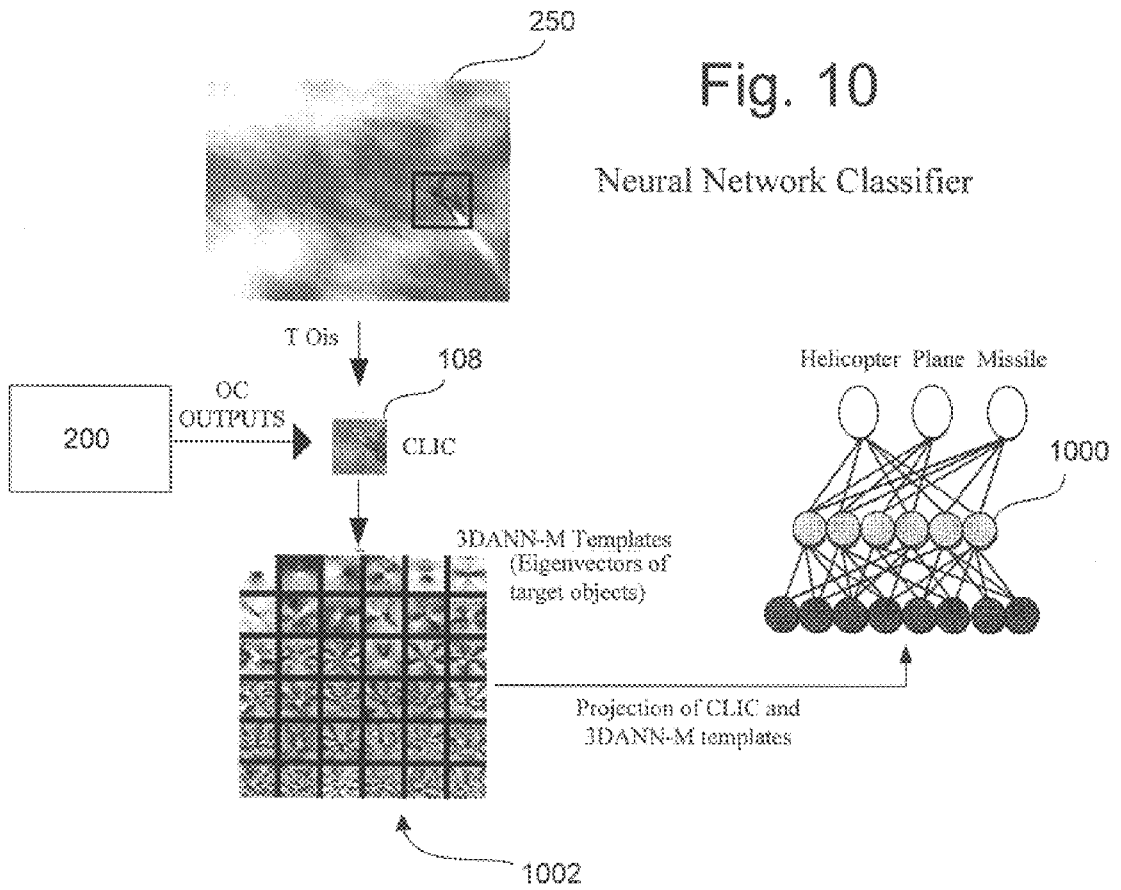 250
Fig. 10
Neural Network Classifier
T Ois
108
Helicopter Plane Missile
OC
OUTPUTS
200
CLIC
1000
3DANN-M Templates
(Eigenvectors of
target objects)
Projection of CLIC and
3DANN-M templates
1002